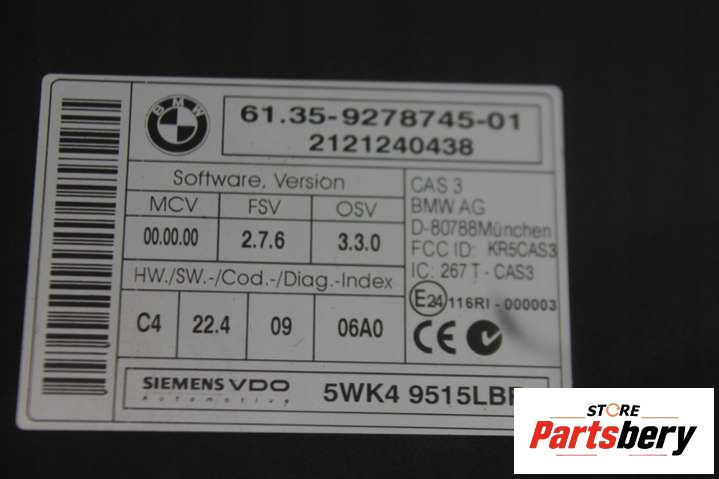 BMW
61.35-9278745-01
2121240438
Software, Version
MCV FSV OSV
00.00.00 2.7.6 3.3.0
HW./SW.-/Cod.-/Diag.-Index
C4 22.4 09 06A0
CAS 3
BMW AG
D-80788München
FCC ID: KR5CAS3
IC: 267 T - CAS3
E24 116RI - 000003
CE N
SIEMENS VDO
Automotive
5WK4
STORE
Partsbery